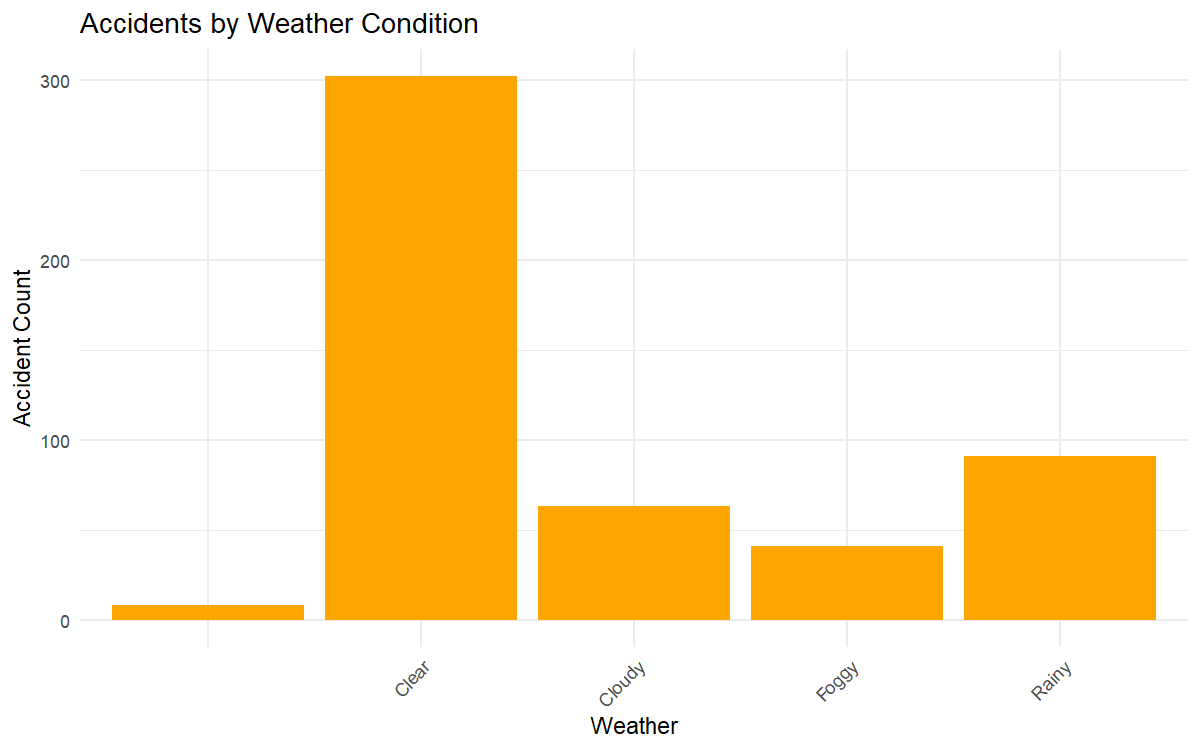 Accidents by Weather Condition
Accident Count
300
200
100
0
Clear
Cloudy
Foggy
Rainy
Weather